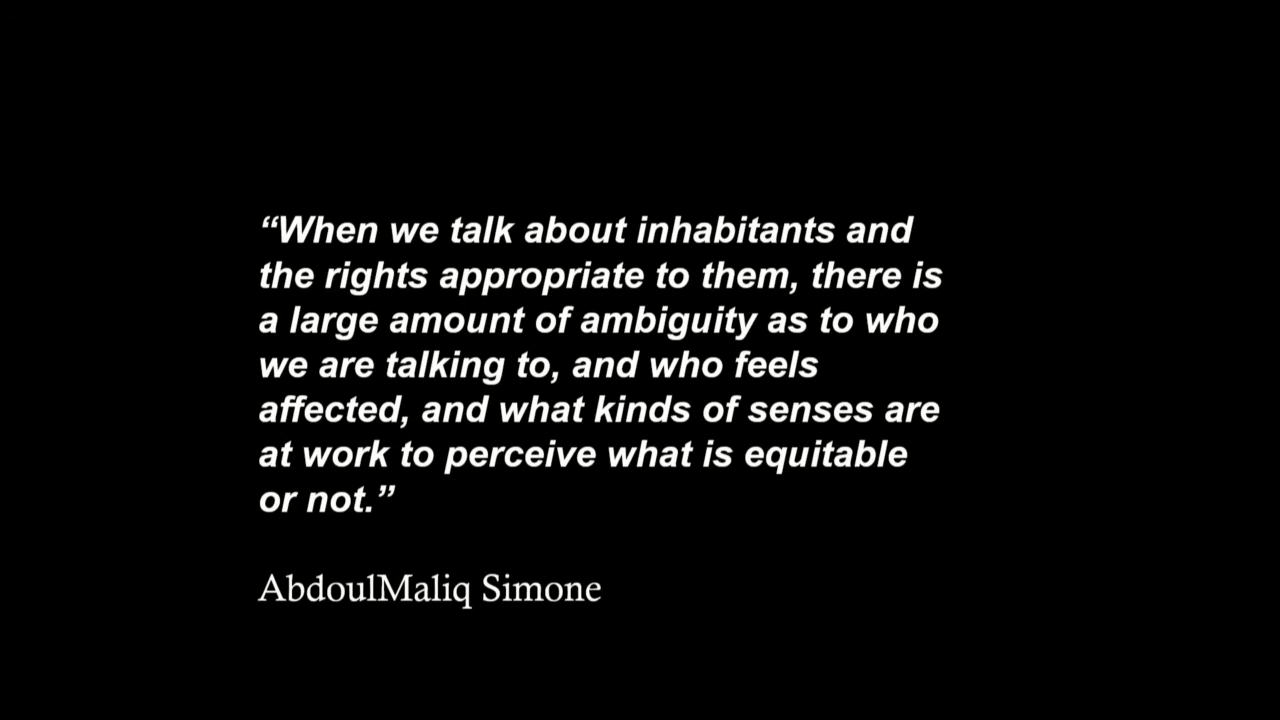 “When we talk about inhabitants and
the rights appropriate to them, there is
a large amount of ambiguity as to who
we are talking to, and who feels
affected, and what kinds of senses are
at work to perceive what is equitable
or not.”
AbdoulMaliq Simone